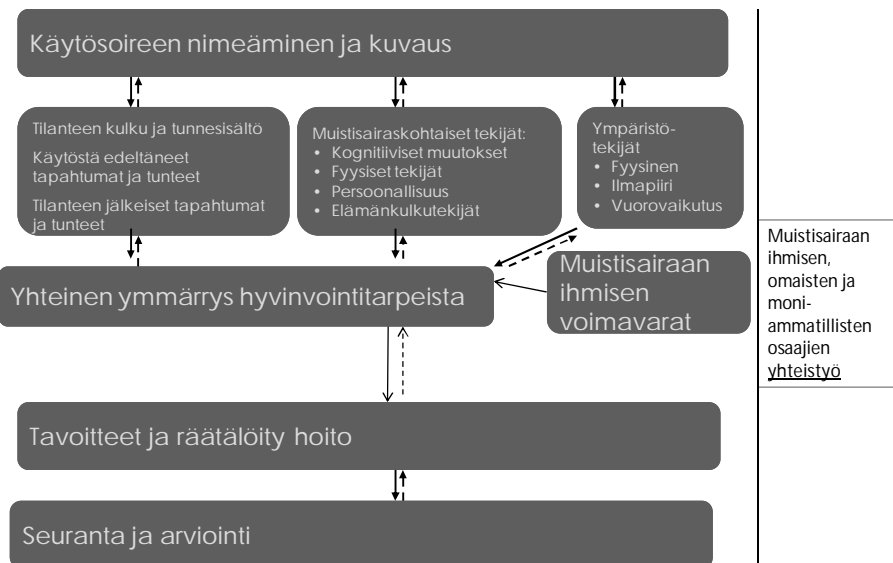 Käytösoireen nimeäminen ja kuvaus
Tilanteen kulku ja tunnesisältö
Käytöstä edeltäneet
tapahtumat ja tunteet
Tilanteen jälkeiset tapahtumat
ja tunteet
Muistisairaskohtaiset tekijät:
• Kognitiiviset muutokset
• Fyysiset tekijät
• Persoonallisuus
• Elämänkulkutekijät
Ympäristö-
tekijät
• Fyysinen
• Ilmapiiri
• Vuorovaikutus
Yhteinen ymmärrys hyvinvointitarpeista
Muistisairaan
ihmisen
voimavarat
Muistisairaan
ihmisen,
omaisten ja
moni-
ammatillisten
osaajien
yhteistyö
Tavoitteet ja räätälöity hoito
Seuranta ja arviointi